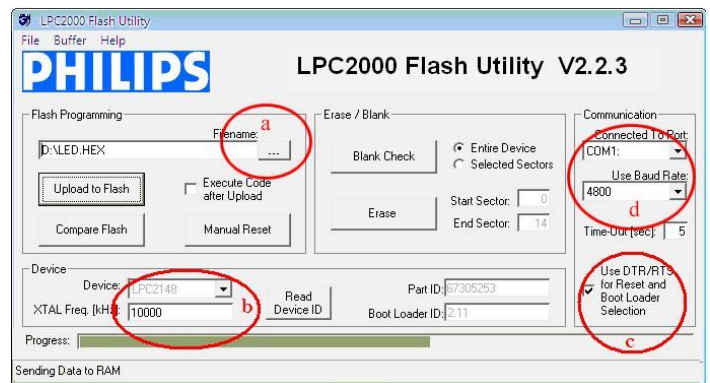 LPC2000 Flash Utility
File Buffer Help
PHILIPS
LPC2000 Flash Utility V2.2.3
Flash Programming
Filename:
a
D:\LED.HEX
...
Upload to Flash
Execute Code
after Upload
Compare Flash
Manual Reset
Erase / Blank
Blank Check
Entire Device
Selected Sectors
Erase
Start Sector: 0
End Sector: 14
Communication
Connected To Port:
COM1:
Use Baud Rate:
4800
d
Time-Out [sec]: 5
Use DTR/RTS
for Reset and
Boot Loader
Selection
c
Device
Device: LPC2148
XTAL Freq. [kHz]: 10000
b
Read
Device ID
Part ID: 67305253
Boot Loader ID: 2.11
Progress:
Sending Data to RAM